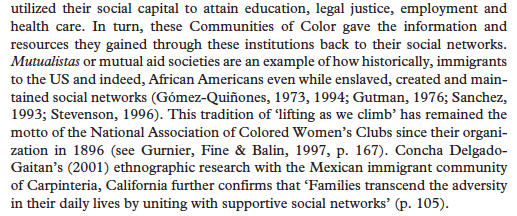 utilized their social capital to attain education, legal justice, employment and
health care. In turn, these Communities of Color gave the information and
resources they gained through these institutions back to their social networks.
Mutualistas or mutual aid societies are an example of how historically, immigrants
to the US and indeed, African Americans even while enslaved, created and main-
tained social networks (Gómez-Quiñones, 1973, 1994; Gutman, 1976; Sanchez,
1993; Stevenson, 1996). This tradition of ‘lifting as we climb’ has remained the
motto of the National Association of Colored Women’s Clubs since their organi-
zation in 1896 (see Gurnier, Fine & Balin, 1997, p. 167). Concha Delgado-
Gaitan’s (2001) ethnographic research with the Mexican immigrant community
of Carpinteria, California further confirms that ‘Families transcend the adversity
in their daily lives by uniting with supportive social networks’ (p. 105).